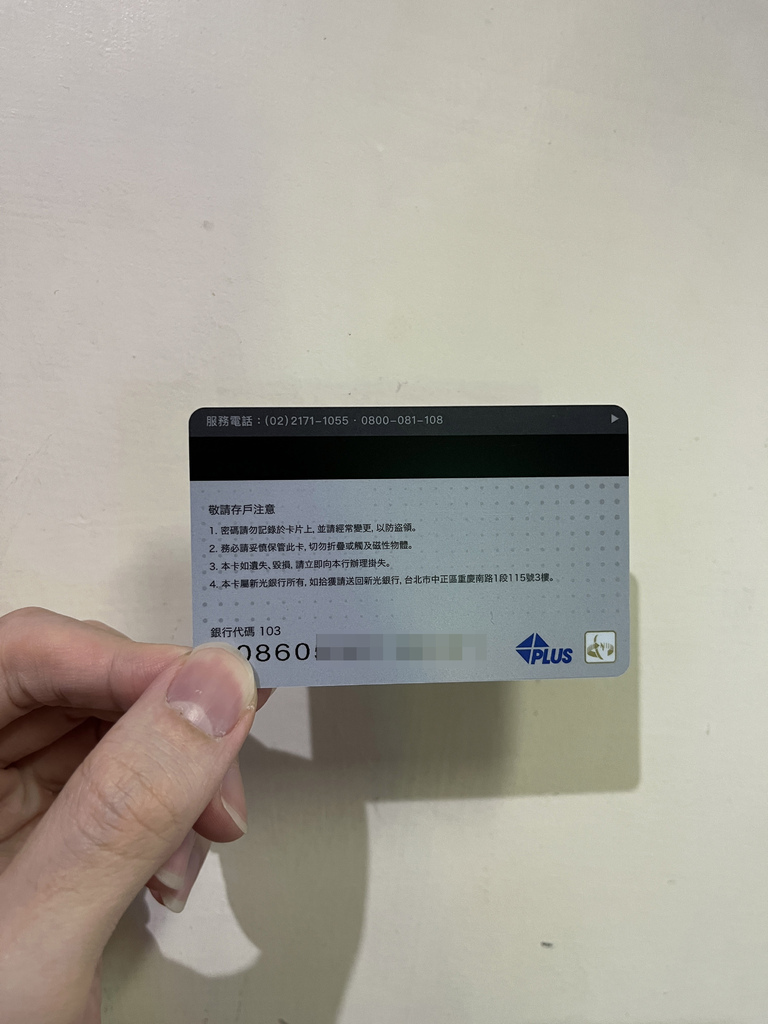 服務電話：(02)2171-1055 · 0800-081-108
敬請存戶注意
1. 密碼請勿記錄於卡片上, 並請經常變更, 以防盜領。
2. 務必請妥慎保管此卡, 切勿折疊或觸及磁性物體。
3. 本卡如遺失、毀損, 請立即向本行辦理掛失。
4. 本卡屬新光銀行所有, 如拾獲請送回新光銀行, 台北市中正區重慶南路1段115號3樓。
銀行代碼 103
0860
PLUS